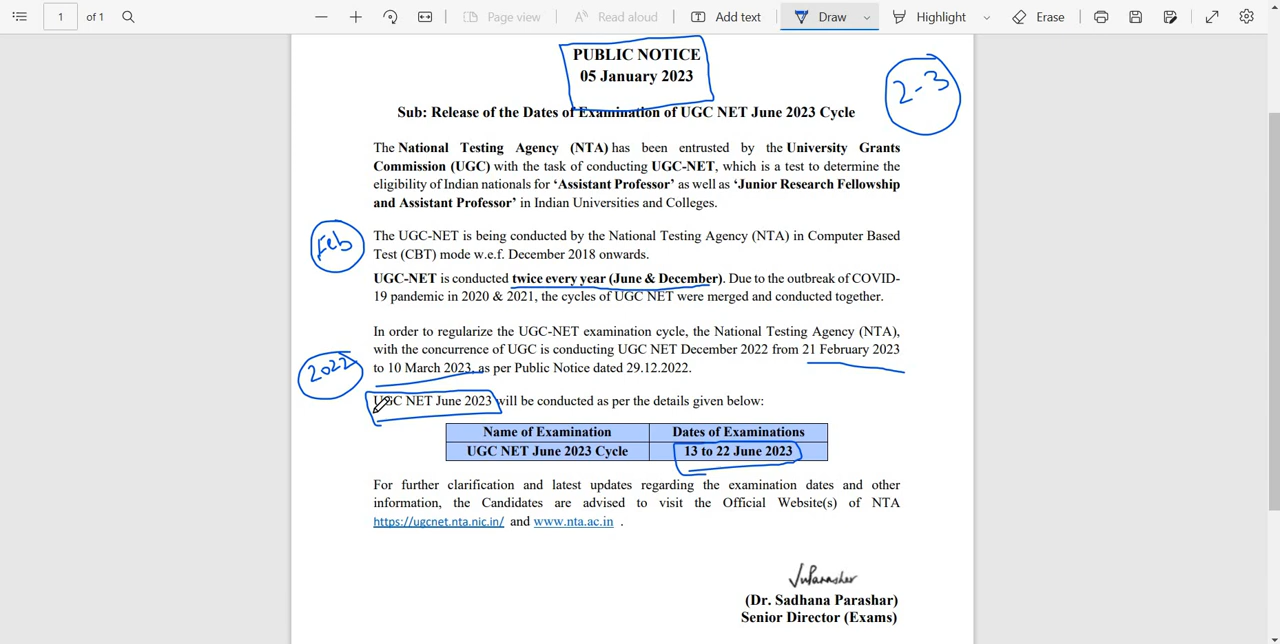 1 of 1 Page view Read aloud Add text Draw Highlight Erase
PUBLIC NOTICE
05 January 2023
2-3
Sub: Release of the Dates of Examination of UGC NET June 2023 Cycle
The National Testing Agency (NTA) has been entrusted by the University Grants
Commission (UGC) with the task of conducting UGC-NET, which is a test to determine the
eligibility of Indian nationals for ‘Assistant Professor’ as well as ‘Junior Research Fellowship
and Assistant Professor’ in Indian Universities and Colleges.
Feb
The UGC-NET is being conducted by the National Testing Agency (NTA) in Computer Based
Test (CBT) mode w.e.f. December 2018 onwards.
UGC-NET is conducted twice every year (June & December). Due to the outbreak of COVID-
19 pandemic in 2020 & 2021, the cycles of UGC NET were merged and conducted together.
In order to regularize the UGC-NET examination cycle, the National Testing Agency (NTA),
with the concurrence of UGC is conducting UGC NET December 2022 from 21 February 2023
to 10 March 2023, as per Public Notice dated 29.12.2022.
2022
UGC NET June 2023 will be conducted as per the details given below:
Name of Examination Dates of Examinations
UGC NET June 2023 Cycle 13 to 22 June 2023
For further clarification and latest updates regarding the examination dates and other
information, the Candidates are advised to visit the Official Website(s) of NTA
https://ugcnet.nta.nic.in/ and www.nta.ac.in .
(Dr. Sadhana Parashar)
Senior Director (Exams)